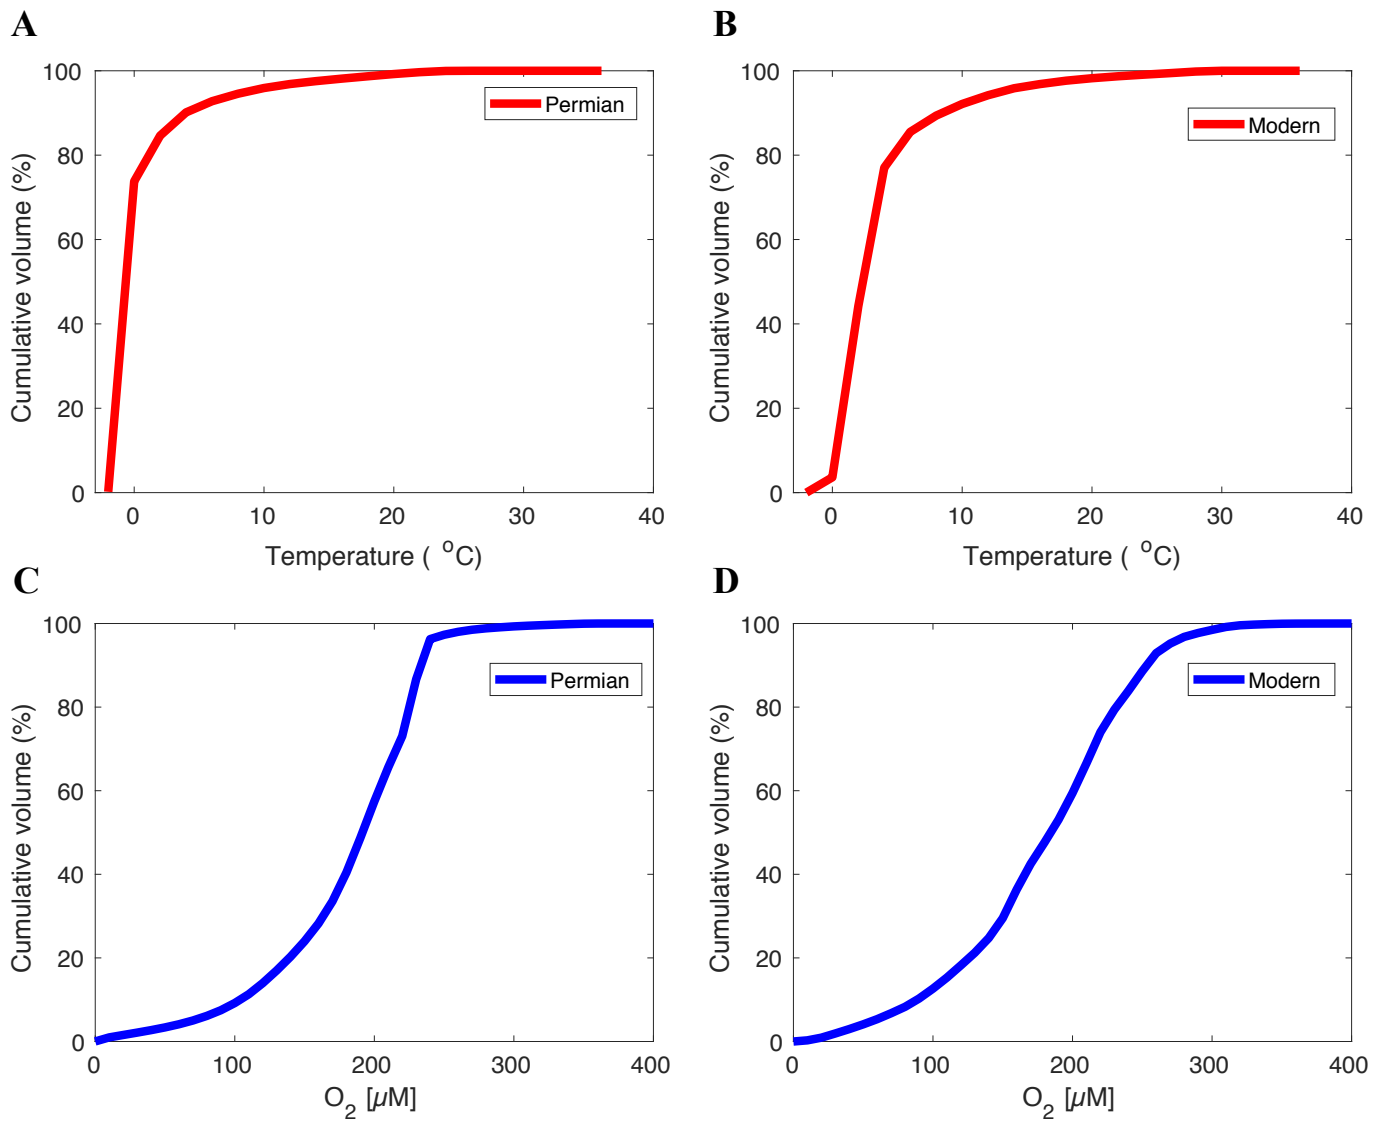 A
100
80
60
40
20
0
Cumulative volume (%)
Permian
0 10 20 30 40
Temperature ( °C)
B
100
80
60
40
20
0
Cumulative volume (%)
Modern
0 10 20 30 40
Temperature ( °C)
C
100
80
60
40
20
0
Cumulative volume (%)
Permian
0 100 200 300 400
O₂ [µM]
D
100
80
60
40
20
0
Cumulative volume (%)
Modern
0 100 200 300 400
O₂ [µM]